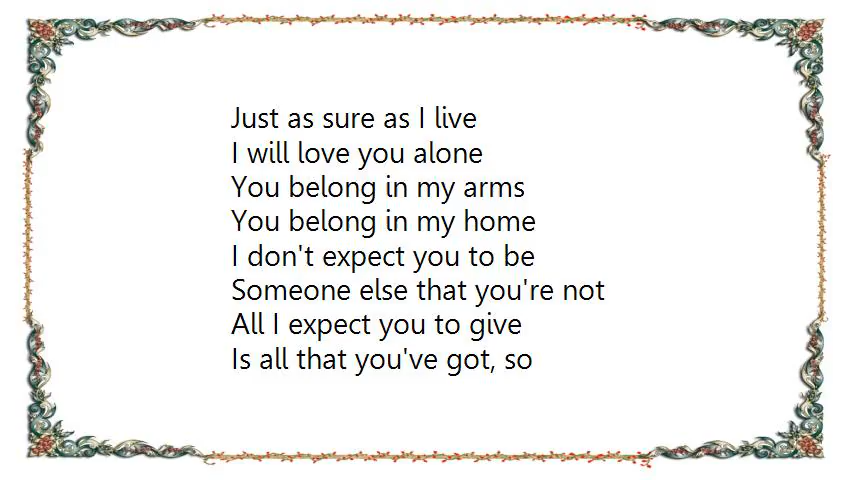 Just as sure as I live
I will love you alone
You belong in my arms
You belong in my home
I don't expect you to be
Someone else that you're not
All I expect you to give
Is all that you've got, so